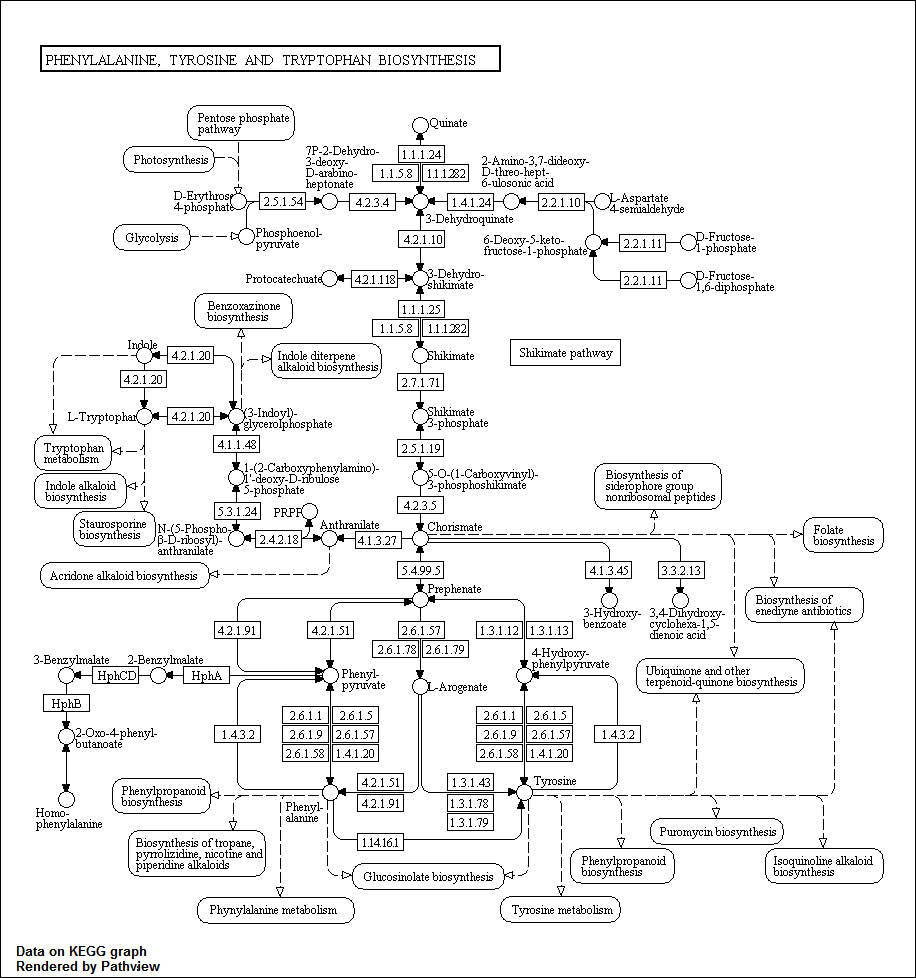 PHENYLALANINE, TYROSINE AND TRYPTOPHAN BIOSYNTHESIS
Pentose phosphate
pathway
Photosynthesis
Glycolysis
D-Erythrose
4-phosphate
Phosphoenol-
pyruvate
2.5.1.54
7P-2-Dehydro-
3-deoxy-
D-arabino-
heptonate
4.2.3.4
Quinate
1.1.1.24
1.1.5.8
1.1.1.282
3-Dehydroquinate
1.4.1.24
2-Amino-3,7-dideoxy-
D-threo-hept-
6-ulosonic acid
2.2.1.10
L-Aspartate
4-semialdehyde
6-Deoxy-5-keto-
fructose-1-phosphate
2.2.1.11
D-Fructose-
1-phosphate
2.2.1.11
D-Fructose-
1,6-diphosphate
4.2.1.10
Protocatechuate
4.2.1.118
3-Dehydro-
shikimate
1.1.1.25
1.1.5.8
1.1.1.282
Shikimate
Shikimate pathway
2.7.1.71
Shikimate
3-phosphate
2.5.1.19
5-O-(1-Carboxyvinyl)-
3-phosphoshikimate
4.2.3.5
Chorismate
Benzoxazinone
biosynthesis
Indole diterpene
alkaloid biosynthesis
Indole
4.2.1.20
4.2.1.20
L-Tryptophan
4.2.1.20
(3-Indoyl)-
glycerolphosphate
Tryptophan
metabolism
Indole alkaloid
biosynthesis
Staurosporine
biosynthesis
4.1.1.48
1-(2-Carboxyphenylamino)-
1'-deoxy-D-ribulose
5-phosphate
5.3.1.24
PRPP
N-(5-Phospho-
β-D-ribosyl)-
anthranilate
2.4.2.18
Anthranilate
4.1.3.27
Acridone alkaloid biosynthesis
Biosynthesis of
siderophore group
nonribosomal peptides
Folate
biosynthesis
4.1.3.45
3.3.2.13
3-Hydroxy-
benzoate
3,4-Dihydroxy-
cyclohexa-1,5-
dienoic acid
Biosynthesis of
enediyne antibiotics
Ubiquinone and other
terpenoid-quinone biosynthesis
5.4.99.5
Prephenate
4.2.1.91
4.2.1.51
2.6.1.57
2.6.1.78
2.6.1.79
1.3.1.12
1.3.1.13
3-Benzylmalate
HphCD
2-Benzylmalate
HphA
Phenyl-
pyruvate
L-Arogenate
4-Hydroxy-
phenylpyruvate
HphB
2-Oxo-4-phenyl-
butanoate
Homo-
phenylalanine
1.4.3.2
2.6.1.1
2.6.1.5
2.6.1.9
2.6.1.57
2.6.1.58
1.4.1.20
2.6.1.1
2.6.1.5
2.6.1.9
2.6.1.57
2.6.1.58
1.4.1.20
1.4.3.2
Phenylpropanoid
biosynthesis
Phenyl-
alanine
4.2.1.51
4.2.1.91
1.3.1.43
1.3.1.78
1.3.1.79
Tyrosine
1.14.16.1
Biosynthesis of tropane,
pyrrolizidine, nicotine and
piperidine alkaloids
Glucosinolate biosynthesis
Phynylalanine metabolism
Tyrosine metabolism
Phenylpropanoid
biosynthesis
Puromycin biosynthesis
Isoquinoline alkaloid
biosynthesis
Data on KEGG graph
Rendered by Pathview